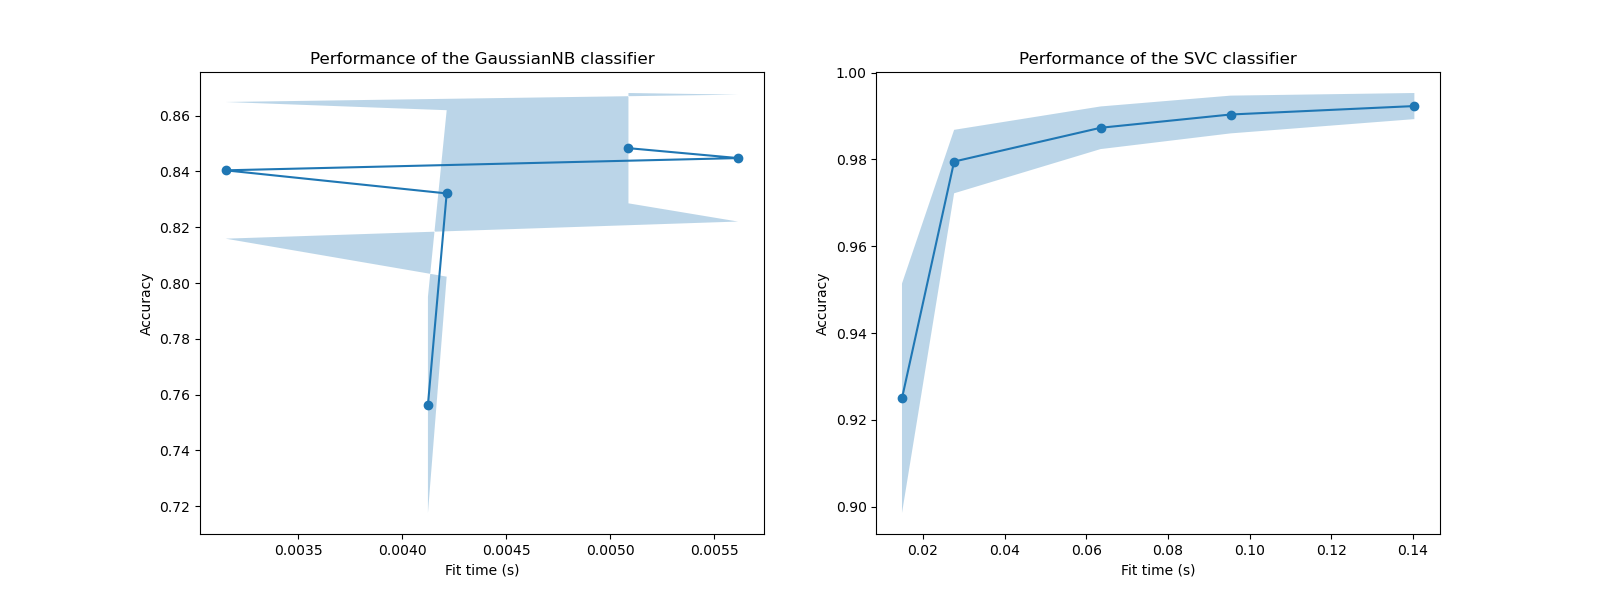 Performance of the GaussianNB classifier
Accuracy
0.86
0.84
0.82
0.80
0.78
0.76
0.74
0.72
0.0035 0.0040 0.0045 0.0050 0.0055
Fit time (s)
Performance of the SVC classifier
Accuracy
1.00
0.98
0.96
0.94
0.92
0.90
0.02 0.04 0.06 0.08 0.10 0.12 0.14
Fit time (s)